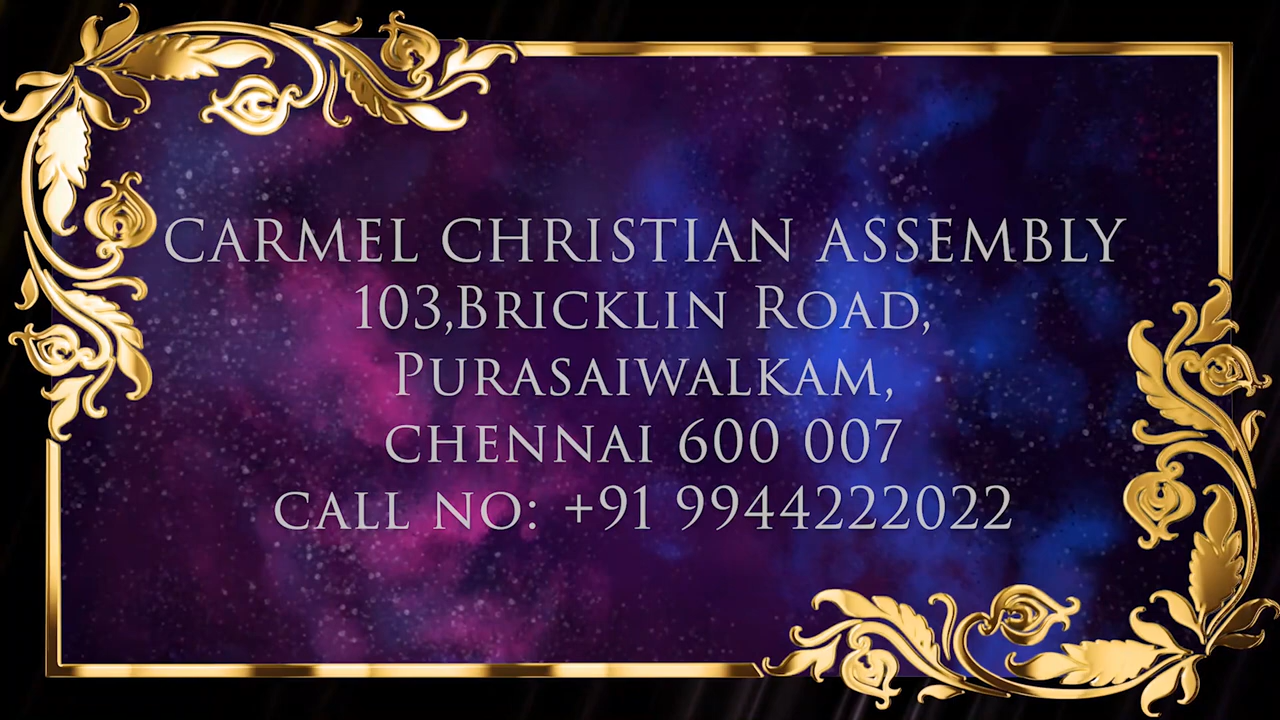 CARMEL CHRISTIAN ASSEMBLY
103,Bricklin Road,
Purasaiwalkam,
chennai 600 007
call no: +91 9944222022